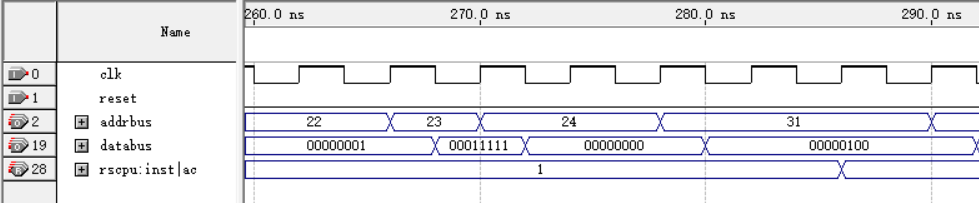 260.0 ns 270.0 ns 280.0 ns 290.0 ns
Name
0 clk
1 reset
2 addrbus 22 23 24 31
19 databus 00000001 00011111 00000000 00000100
28 rscpu:inst|ac 1